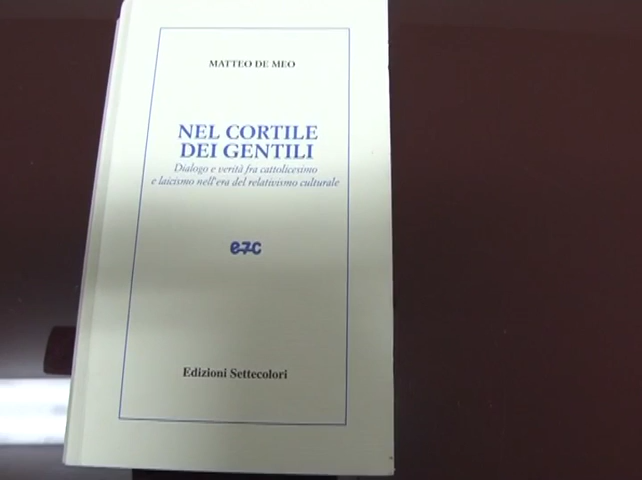 MATTEO DE MEO
NEL CORTILE
DEI GENTILI
Dialogo e verità fra cattolicesimo
e laicismo nell'era del relativismo culturale
e7c
Edizioni Settecolori